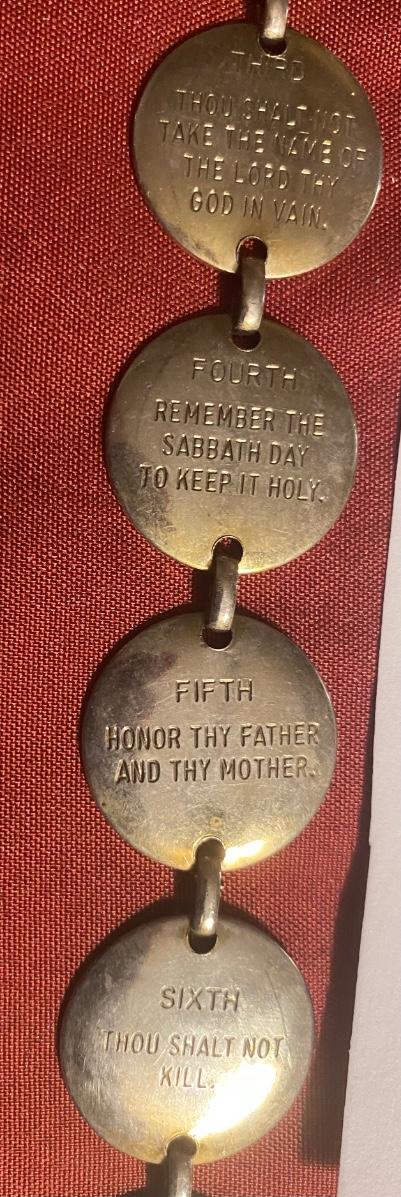 THIRD
THOU SHALT NOT
TAKE THE NAME OF
THE LORD THY
GOD IN VAIN.
FOURTH
REMEMBER THE
SABBATH DAY
TO KEEP IT HOLY.
FIFTH
HONOR THY FATHER
AND THY MOTHER.
SIXTH
THOU SHALT NOT
KILL.